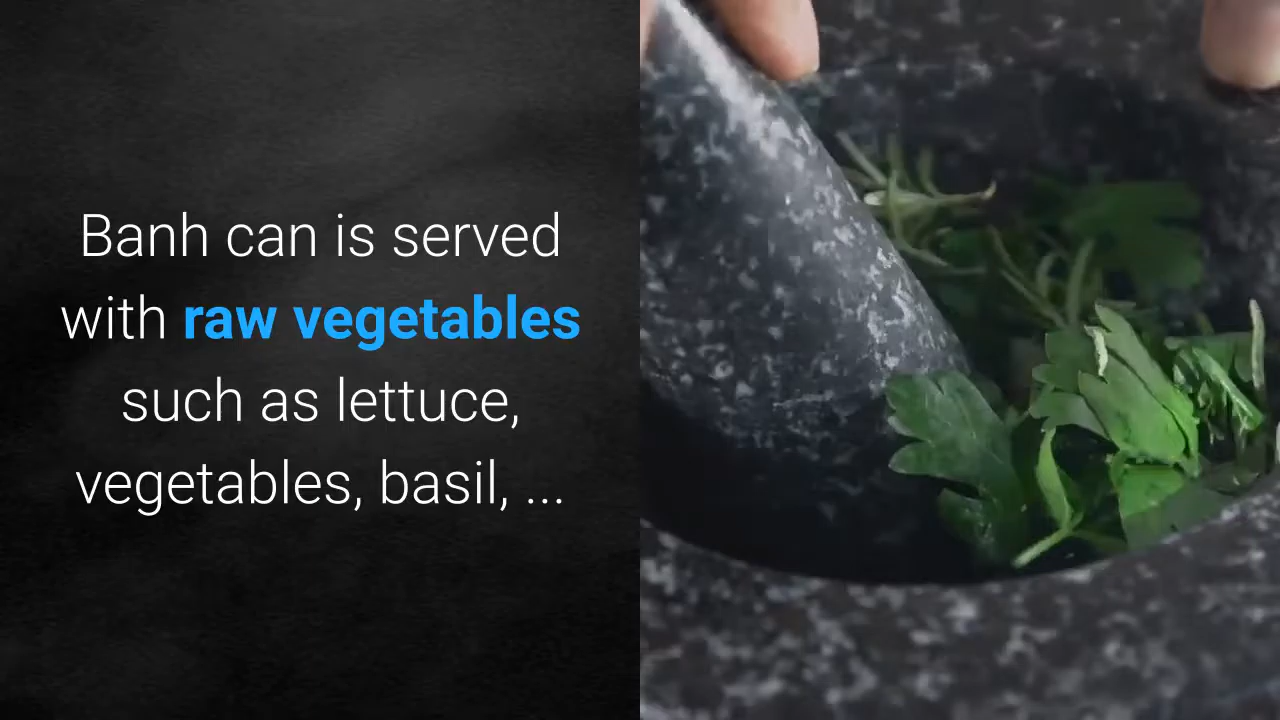 Banh can is served
with raw vegetables
such as lettuce,
vegetables, basil, ...